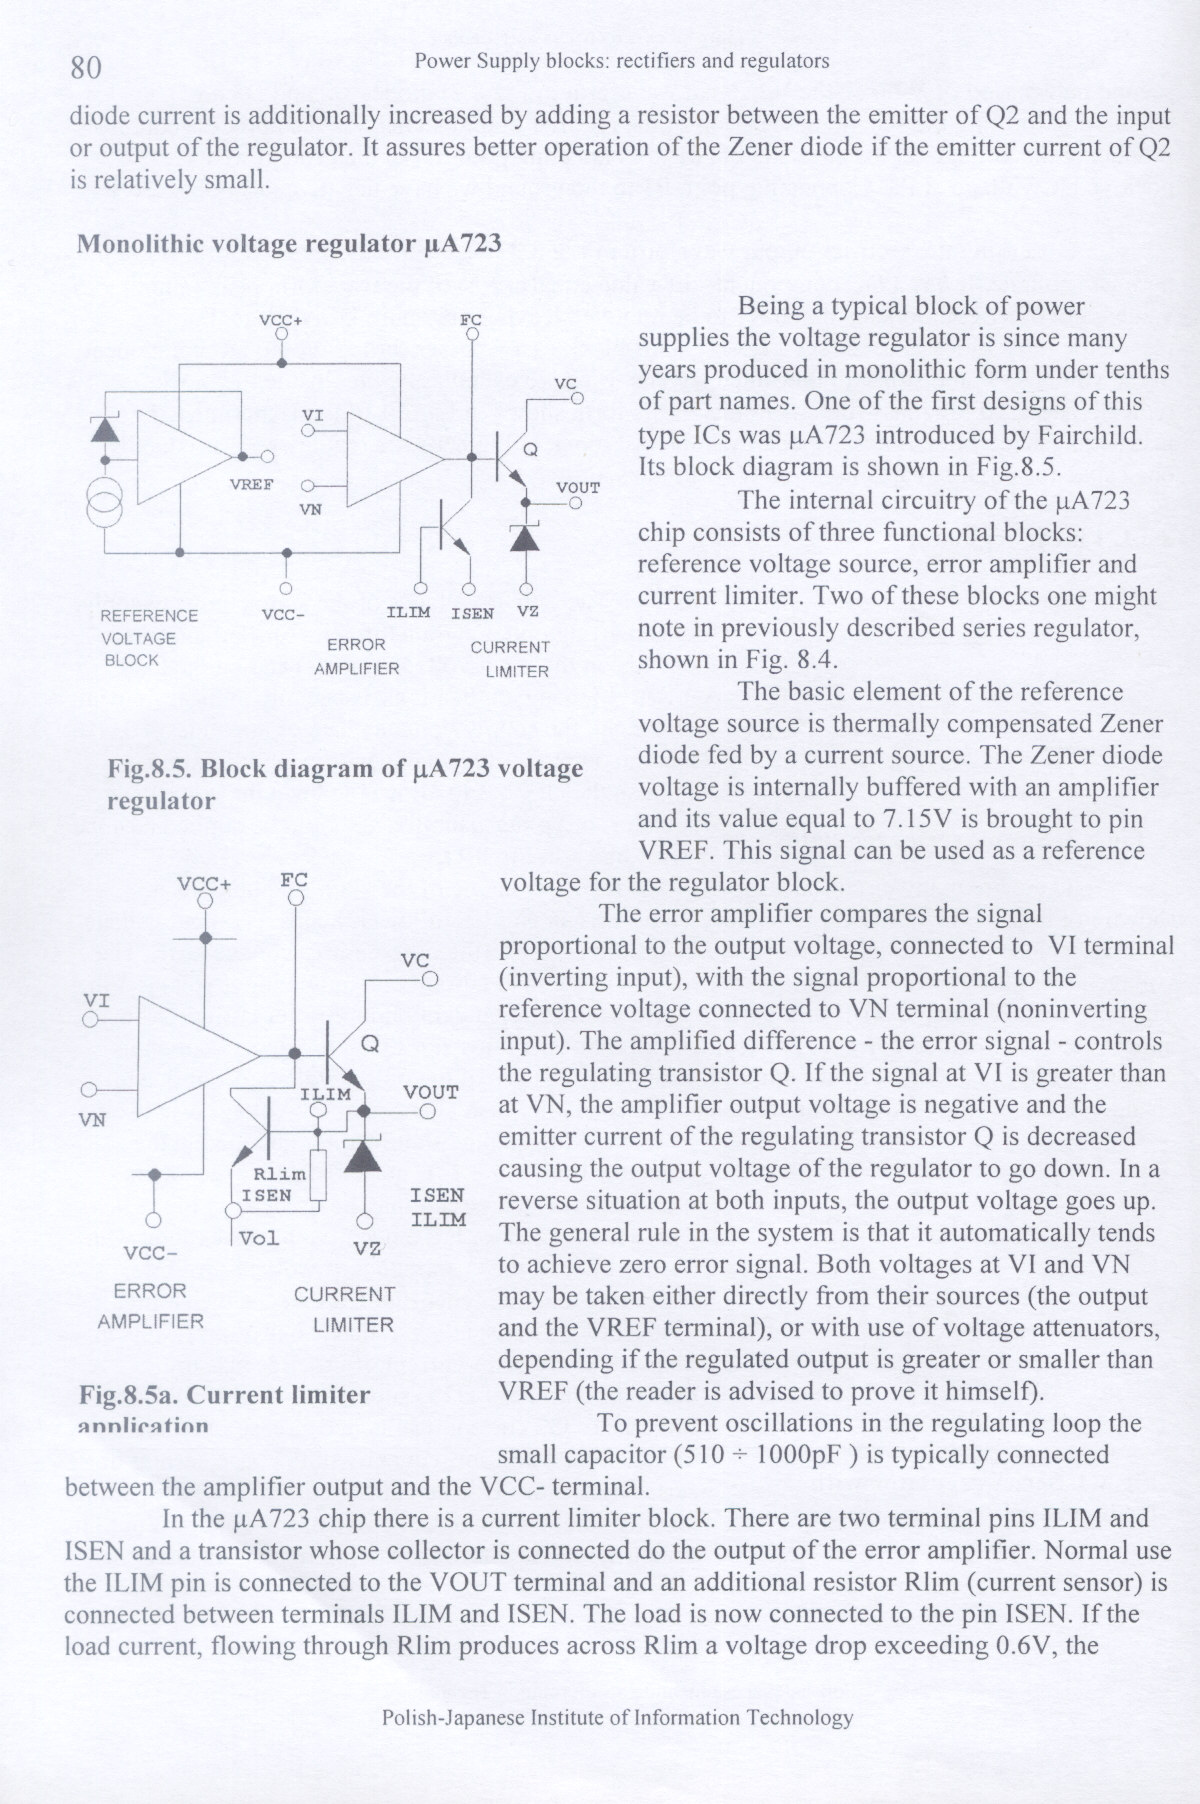 80
Power Supply blocks: rectifiers and regulators
diode current is additionally increased by adding a resistor between the emitter of Q2 and the input
or output of the regulator. It assures better operation of the Zener diode if the emitter current of Q2
is relatively small.
Monolithic voltage regulator µA723
VCC+
FC
VC
VI
Q
VREF
VN
VOUT
REFERENCE
VOLTAGE
BLOCK
VCC-
ILIM
ISEN
VZ
ERROR
AMPLIFIER
CURRENT
LIMITER
Fig.8.5. Block diagram of µA723 voltage
regulator
Being a typical block of power
supplies the voltage regulator is since many
years produced in monolithic form under tenths
of part names. One of the first designs of this
type ICs was µA723 introduced by Fairchild.
Its block diagram is shown in Fig.8.5.
The internal circuitry of the µA723
chip consists of three functional blocks:
reference voltage source, error amplifier and
current limiter. Two of these blocks one might
note in previously described series regulator,
shown in Fig. 8.4.
The basic element of the reference
voltage source is thermally compensated Zener
diode fed by a current source. The Zener diode
voltage is internally buffered with an amplifier
and its value equal to 7.15V is brought to pin
VREF. This signal can be used as a reference
voltage for the regulator block.
VCC+
FC
VC
VI
Q
ILIM
VOUT
VN
Rlim
ISEN
ISEN
ILIM
Vol
VCC-
VZ
ERROR
AMPLIFIER
CURRENT
LIMITER
Fig.8.5a. Current limiter
application
The error amplifier compares the signal
proportional to the output voltage, connected to VI terminal
(inverting input), with the signal proportional to the
reference voltage connected to VN terminal (noninverting
input). The amplified difference - the error signal - controls
the regulating transistor Q. If the signal at VI is greater than
at VN, the amplifier output voltage is negative and the
emitter current of the regulating transistor Q is decreased
causing the output voltage of the regulator to go down. In a
reverse situation at both inputs, the output voltage goes up.
The general rule in the system is that it automatically tends
to achieve zero error signal. Both voltages at VI and VN
may be taken either directly from their sources (the output
and the VREF terminal), or with use of voltage attenuators,
depending if the regulated output is greater or smaller than
VREF (the reader is advised to prove it himself).
To prevent oscillations in the regulating loop the
small capacitor (510 ÷ 1000pF ) is typically connected
between the amplifier output and the VCC- terminal.
In the µA723 chip there is a current limiter block. There are two terminal pins ILIM and
ISEN and a transistor whose collector is connected do the output of the error amplifier. Normal use
the ILIM pin is connected to the VOUT terminal and an additional resistor Rlim (current sensor) is
connected between terminals ILIM and ISEN. The load is now connected to the pin ISEN. If the
load current, flowing through Rlim produces across Rlim a voltage drop exceeding 0.6V, the
Polish-Japanese Institute of Information Technology